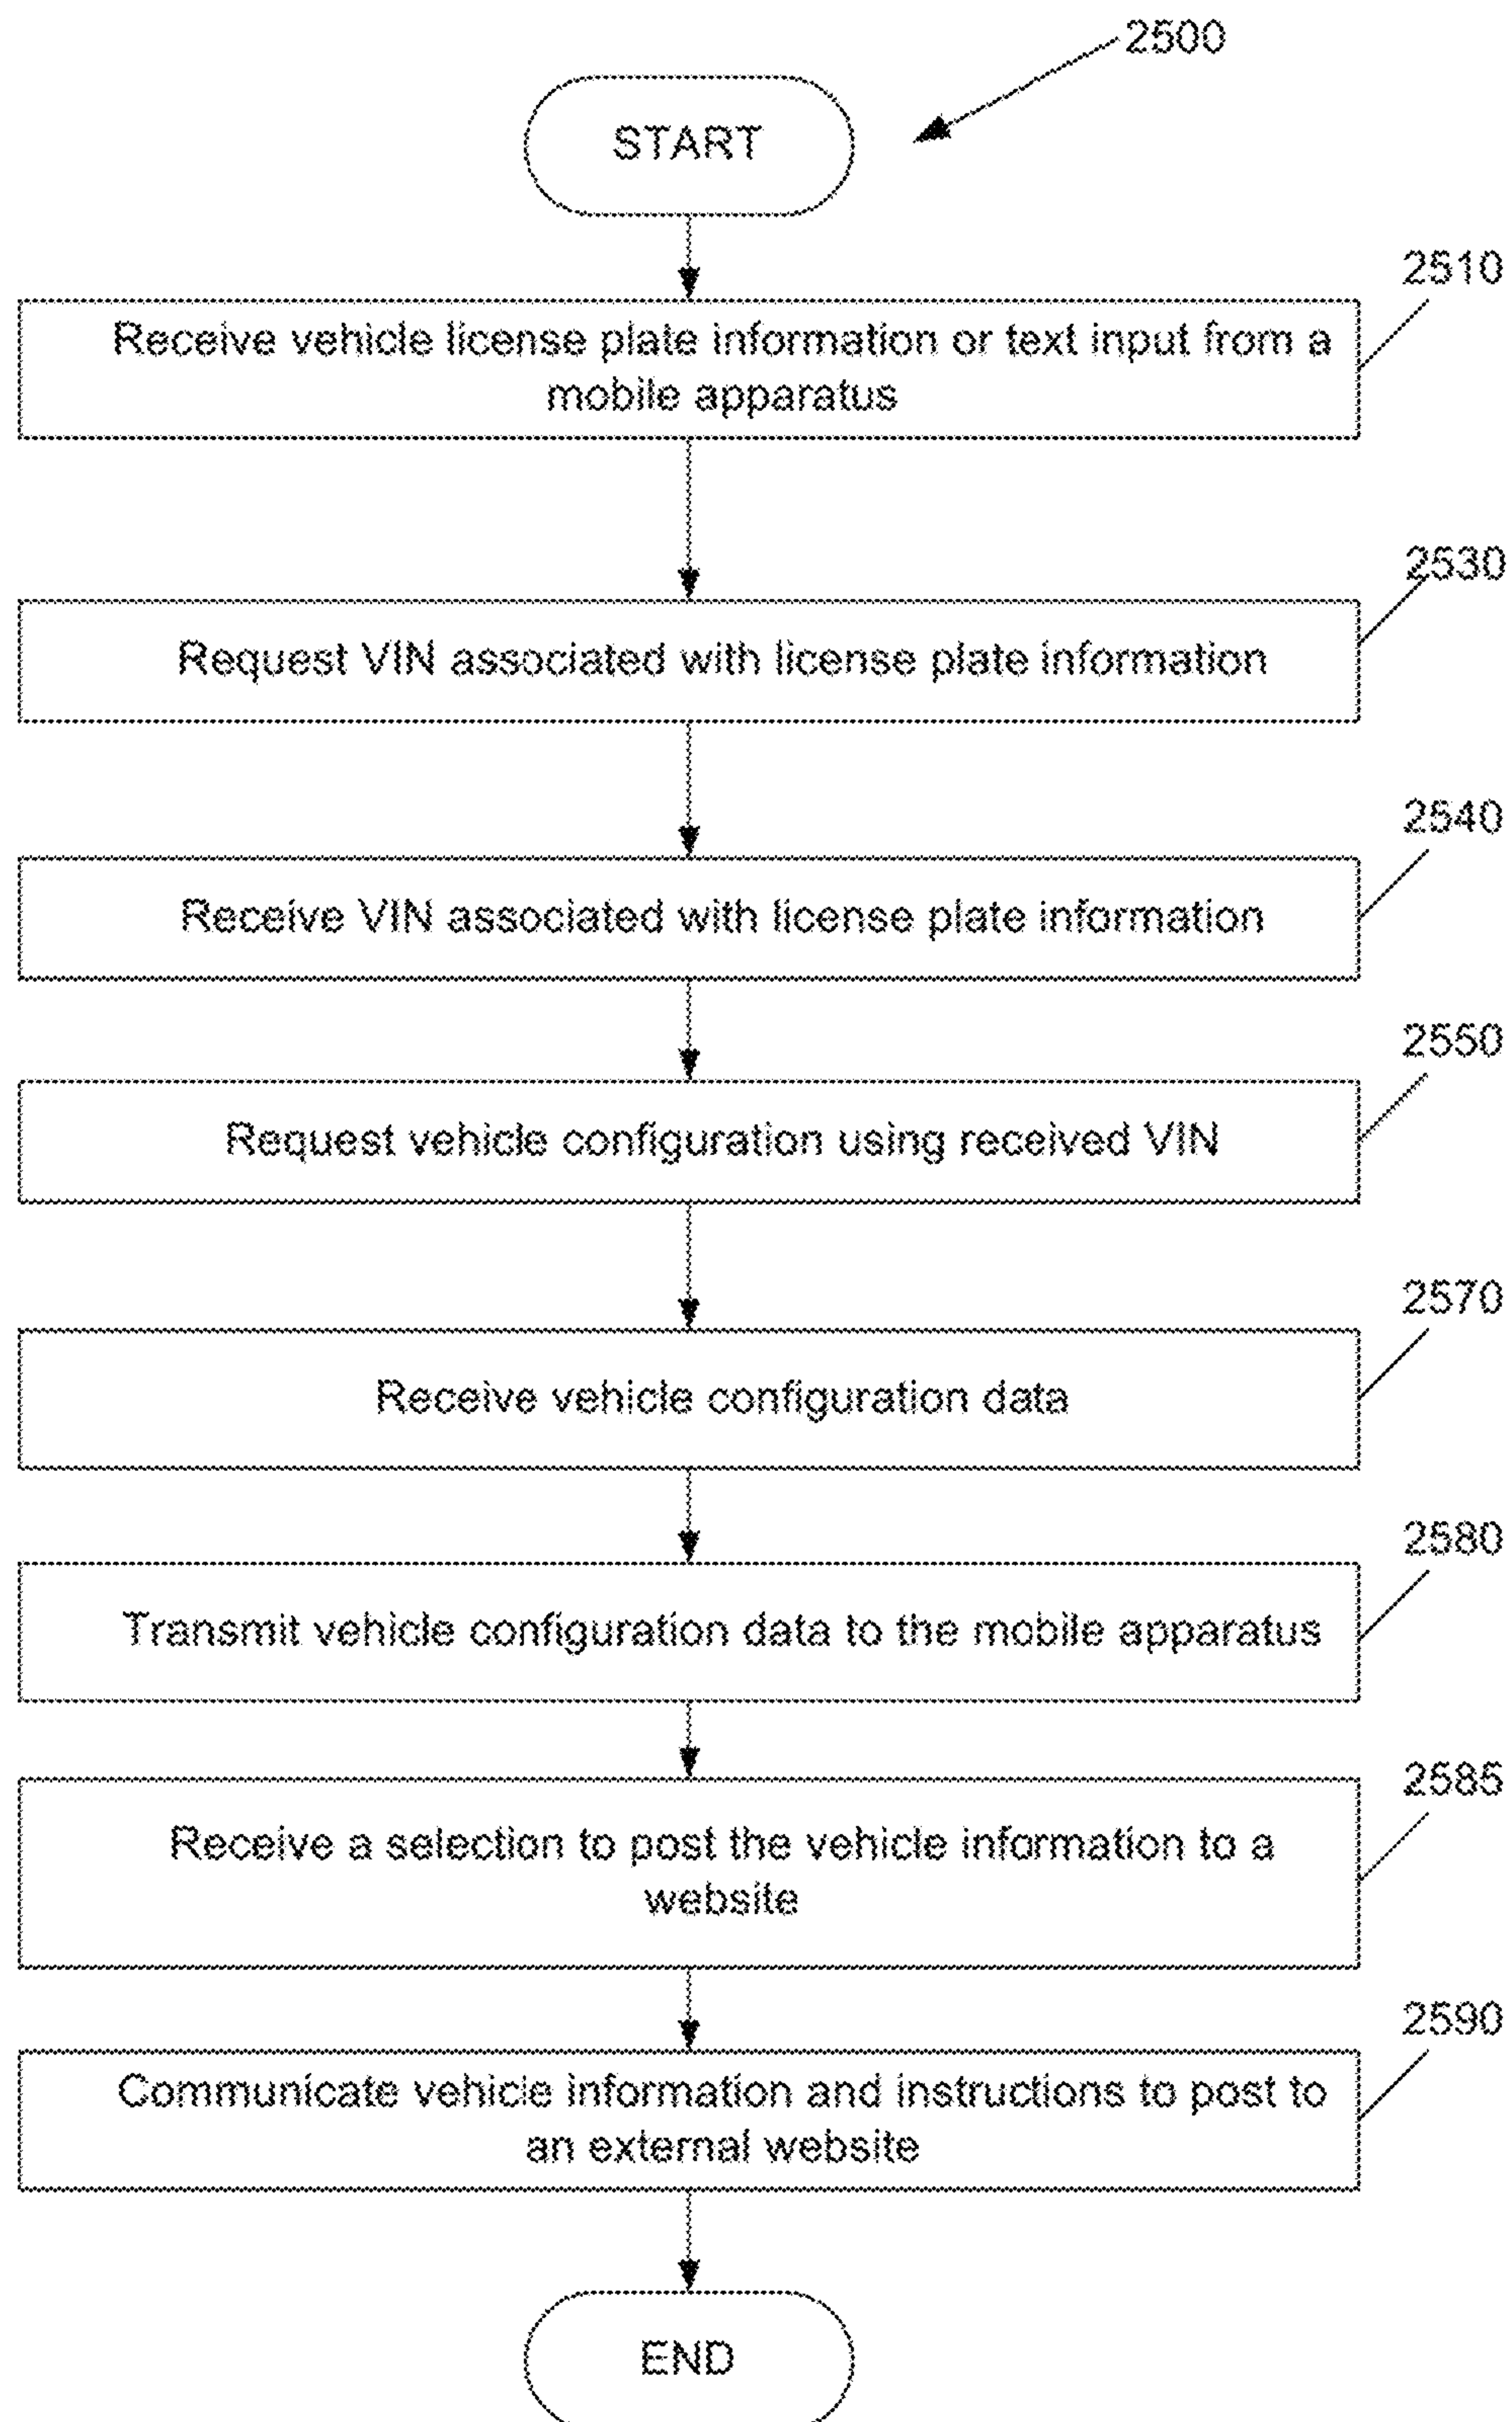 2500
START
2510
Receive vehicle license plate information or text input from a
mobile apparatus
2530
Request VIN associated with license plate information
2540
Receive VIN associated with license plate information
2550
Request vehicle configuration using received VIN
2570
Receive vehicle configuration data
2580
Transmit vehicle configuration data to the mobile apparatus
2585
Receive a selection to post the vehicle information to a
website
2590
Communicate vehicle information and instructions to post to
an external website
END